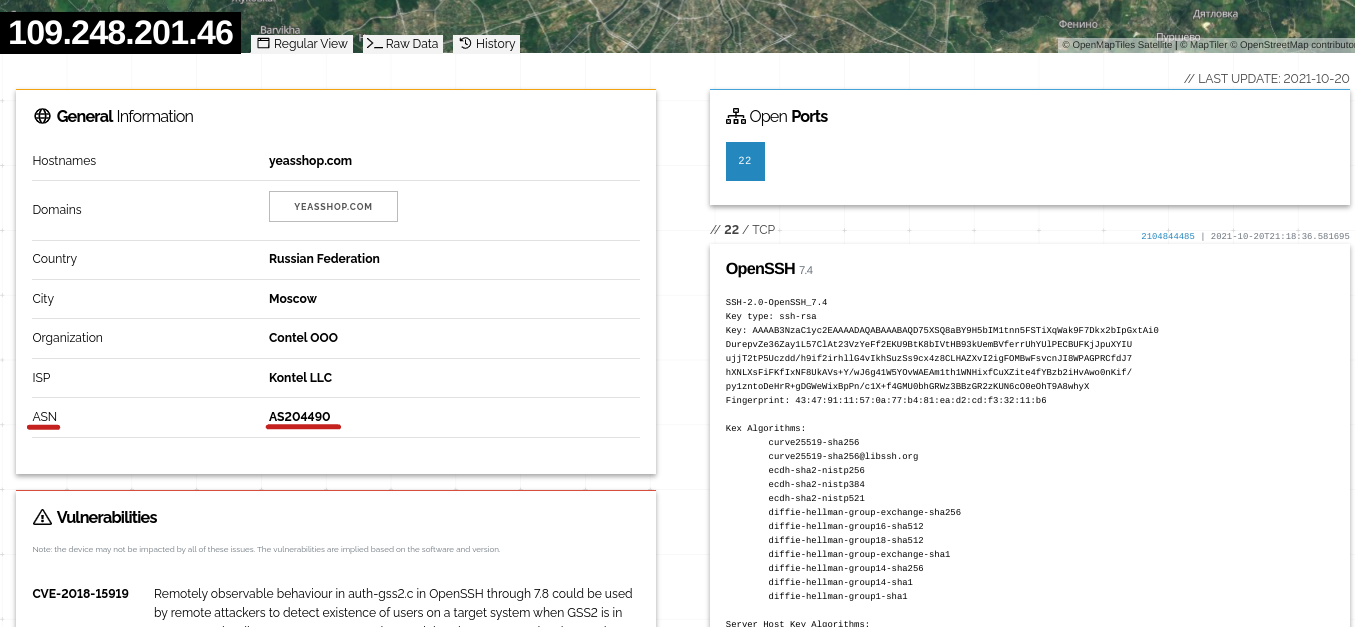 109.248.201.46
Barvikha
Regular View
Raw Data
History
Фенино
Дятловка
© OpenMapTiles Satellite | © MapTiler © OpenStreetMap contributor
// LAST UPDATE: 2021-10-20
General Information
Hostnames yeasshop.com
Domains YEASSHOP.COM
Country Russian Federation
City Moscow
Organization Contel OOO
ISP Kontel LLC
ASN AS204490
Vulnerabilities
Note: the device may not be impacted by all of these issues. The vulnerabilities are implied based on the software and version.
CVE-2018-15919 Remotely observable behaviour in auth-gss2.c in OpenSSH through 7.8 could be used
by remote attackers to detect existence of users on a target system when GSS2 is in
Open Ports
22
// 22 / TCP
2104844485 | 2021-10-20T21:18:36.581695
OpenSSH 7.4
SSH-2.0-OpenSSH_7.4
Key type: ssh-rsa
Key: AAAAB3NzaC1yc2EAAAADAQABAAABAQD75XSQ8aBY9H5bIM1tnn5FSTiXqWak9F7Dkx2bIpGxtAi0
DurepvZe36Zay1L57ClAt23VzYeFf2EKU9BtK8bIVtHB93kUemBVferrUhYUlPECBUFKjJpuXYIU
ujjT2tP5Uczdd/h9if2irhllG4vIkhSuzSs9cx4z8CLHAZXvI2igFOMBwFsvcnJI8WPAGPRCfdJ7
hXNLXsFiFKfIxNF8UkAVs+Y/wJ6g41W5YOvWAEAm1th1WNHixfCuXZite4fYBzb2iHvAwo0nKif/
py1zntoDeHrR+gDGWeWixBpPn/c1X+f4GMU0bhGRWz3BBzGR2zKUN6cO0eOhT9A8whyX
Fingerprint: 43:47:91:11:57:0a:77:b4:81:ea:d2:cd:f3:32:11:b6
Kex Algorithms:
curve25519-sha256
curve25519-sha256@libssh.org
ecdh-sha2-nistp256
ecdh-sha2-nistp384
ecdh-sha2-nistp521
diffie-hellman-group-exchange-sha256
diffie-hellman-group16-sha512
diffie-hellman-group18-sha512
diffie-hellman-group-exchange-sha1
diffie-hellman-group14-sha256
diffie-hellman-group14-sha1
diffie-hellman-group1-sha1
Server Host Key Algorithms: